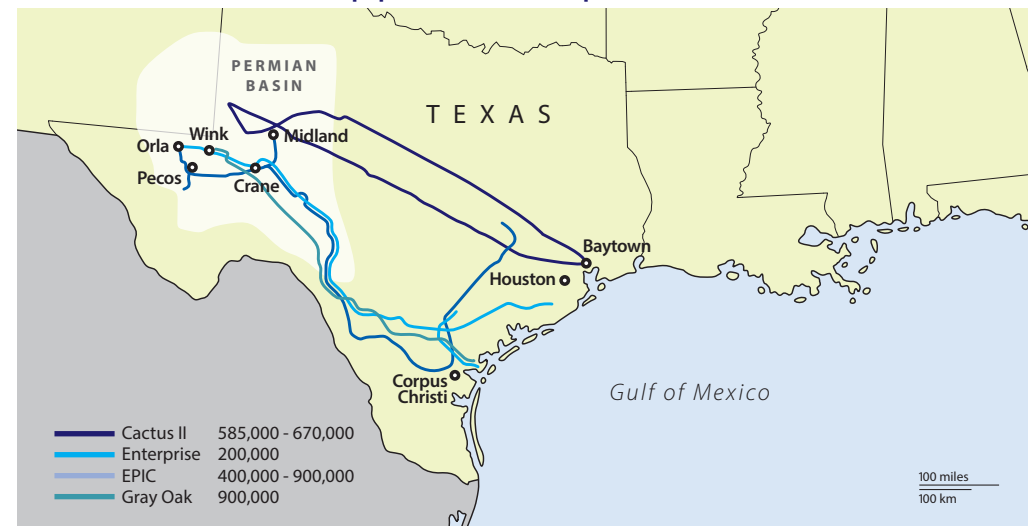 PERMIAN
BASIN
TEXAS
Orla
Wink
Midland
Pecos
Crane
Baytown
Houston
Corpus
Christi
Gulf of Mexico
Cactus II 585,000 - 670,000
Enterprise 200,000
EPIC 400,000 - 900,000
Gray Oak 900,000
100 miles
100 km